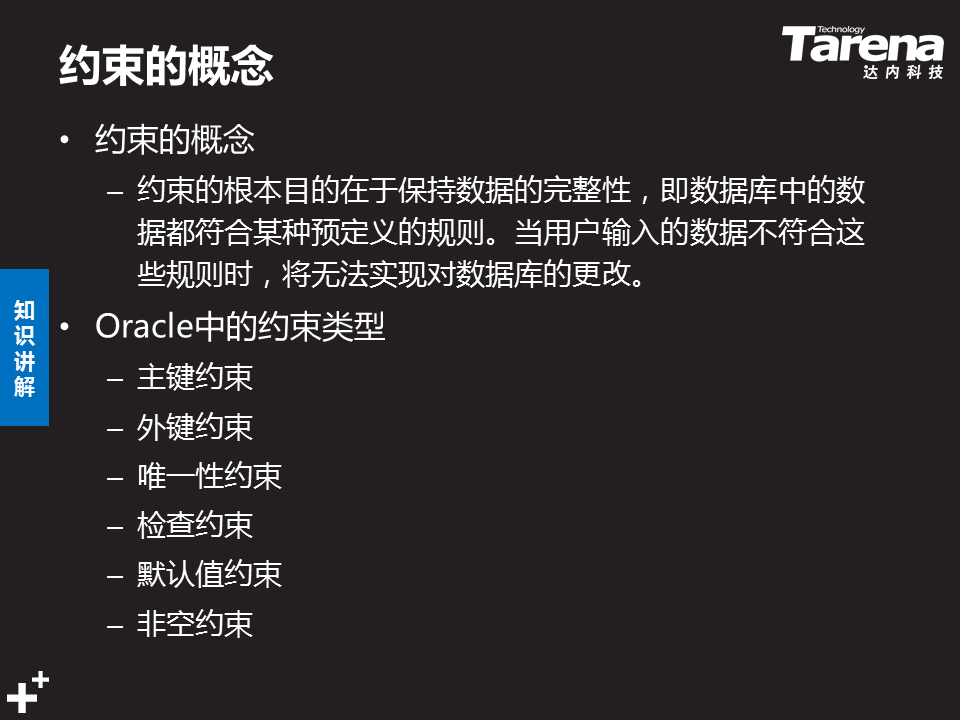 约束的概念
Technology
Tarena
达内科技
• 约束的概念
– 约束的根本目的在于保持数据的完整性，即数据库中的数
据都符合某种预定义的规则。当用户输入的数据不符合这
些规则时，将无法实现对数据库的更改。
知识讲解
• Oracle中的约束类型
– 主键约束
– 外键约束
– 唯一性约束
– 检查约束
– 默认值约束
– 非空约束